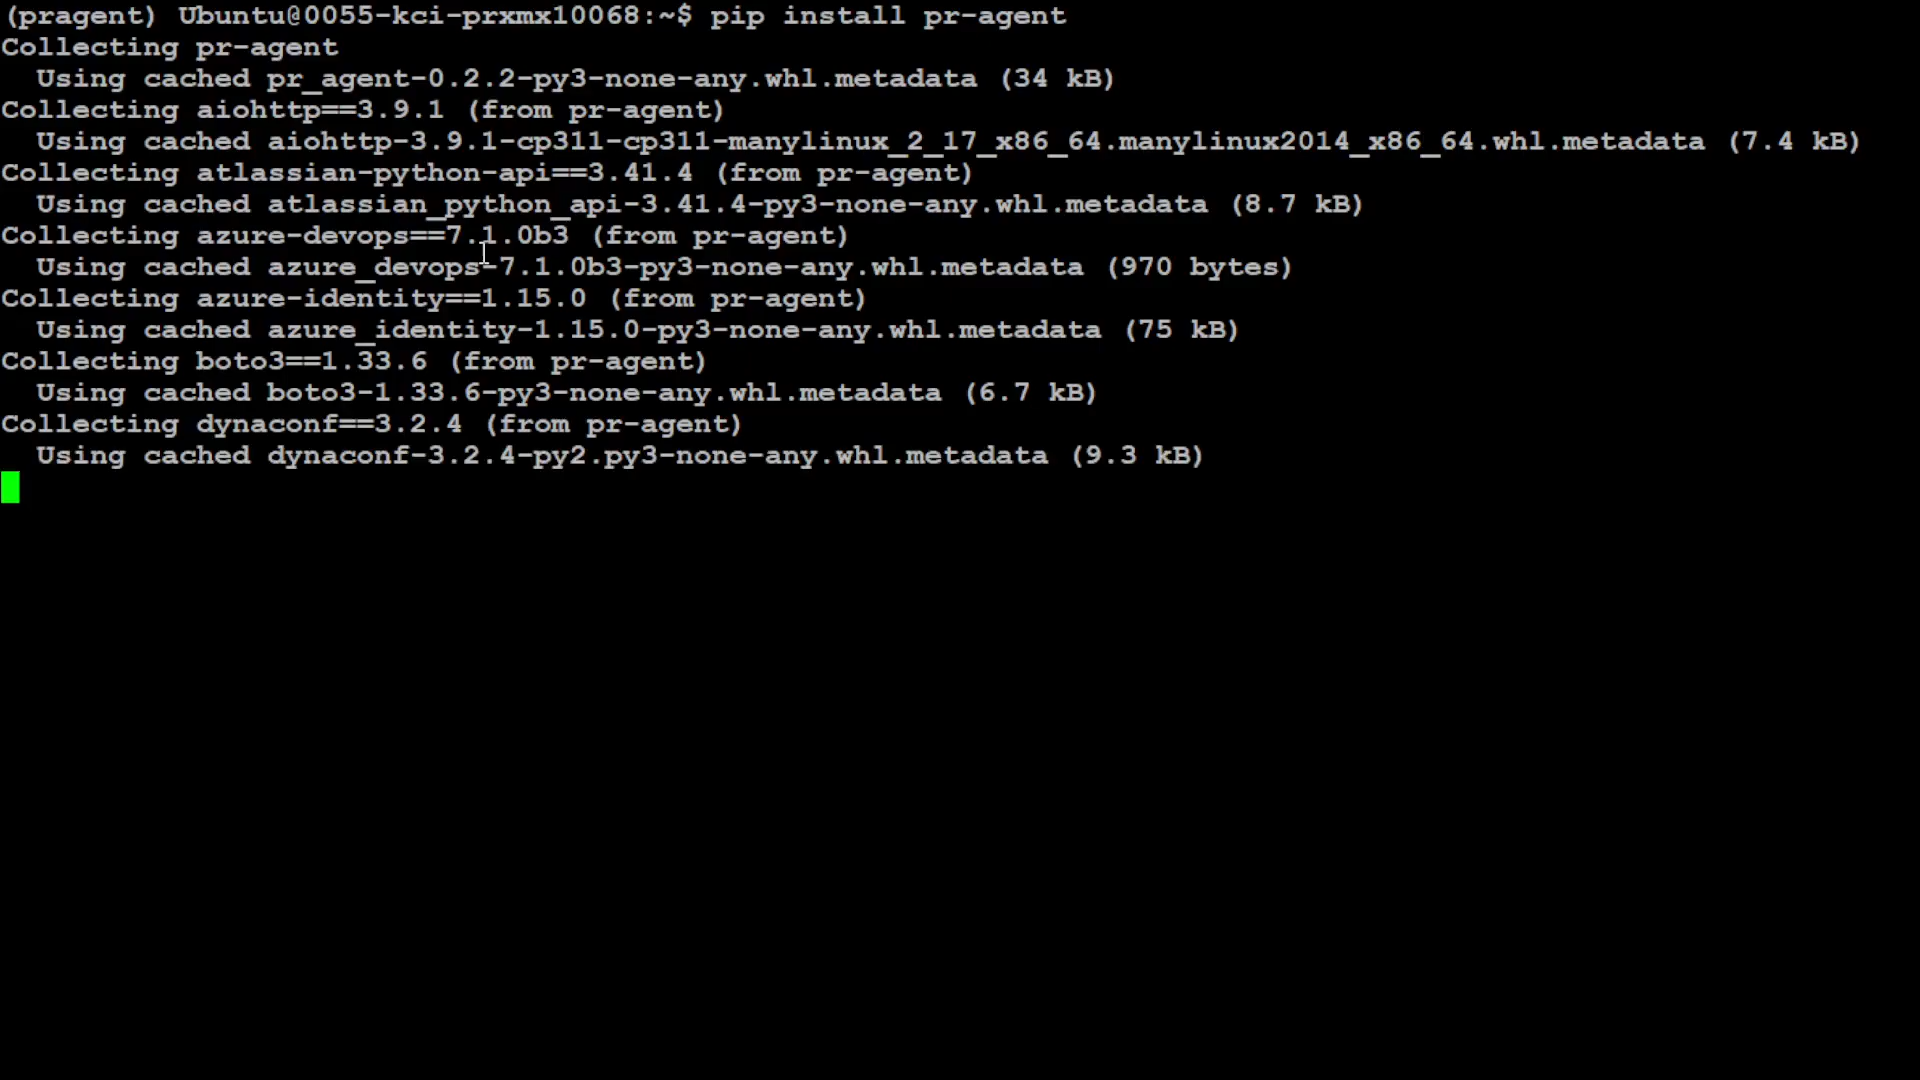 (pragent) Ubuntu@0055-kci-prxmx10068:~$ pip install pr-agent
Collecting pr-agent
  Using cached pr_agent-0.2.2-py3-none-any.whl.metadata (34 kB)
Collecting aiohttp==3.9.1 (from pr-agent)
  Using cached aiohttp-3.9.1-cp311-cp311-manylinux_2_17_x86_64.manylinux2014_x86_64.whl.metadata (7.4 kB)
Collecting atlassian-python-api==3.41.4 (from pr-agent)
  Using cached atlassian_python_api-3.41.4-py3-none-any.whl.metadata (8.7 kB)
Collecting azure-devops==7.1.0b3 (from pr-agent)
  Using cached azure_devops-7.1.0b3-py3-none-any.whl.metadata (970 bytes)
Collecting azure-identity==1.15.0 (from pr-agent)
  Using cached azure_identity-1.15.0-py3-none-any.whl.metadata (75 kB)
Collecting boto3==1.33.6 (from pr-agent)
  Using cached boto3-1.33.6-py3-none-any.whl.metadata (6.7 kB)
Collecting dynaconf==3.2.4 (from pr-agent)
  Using cached dynaconf-3.2.4-py2.py3-none-any.whl.metadata (9.3 kB)